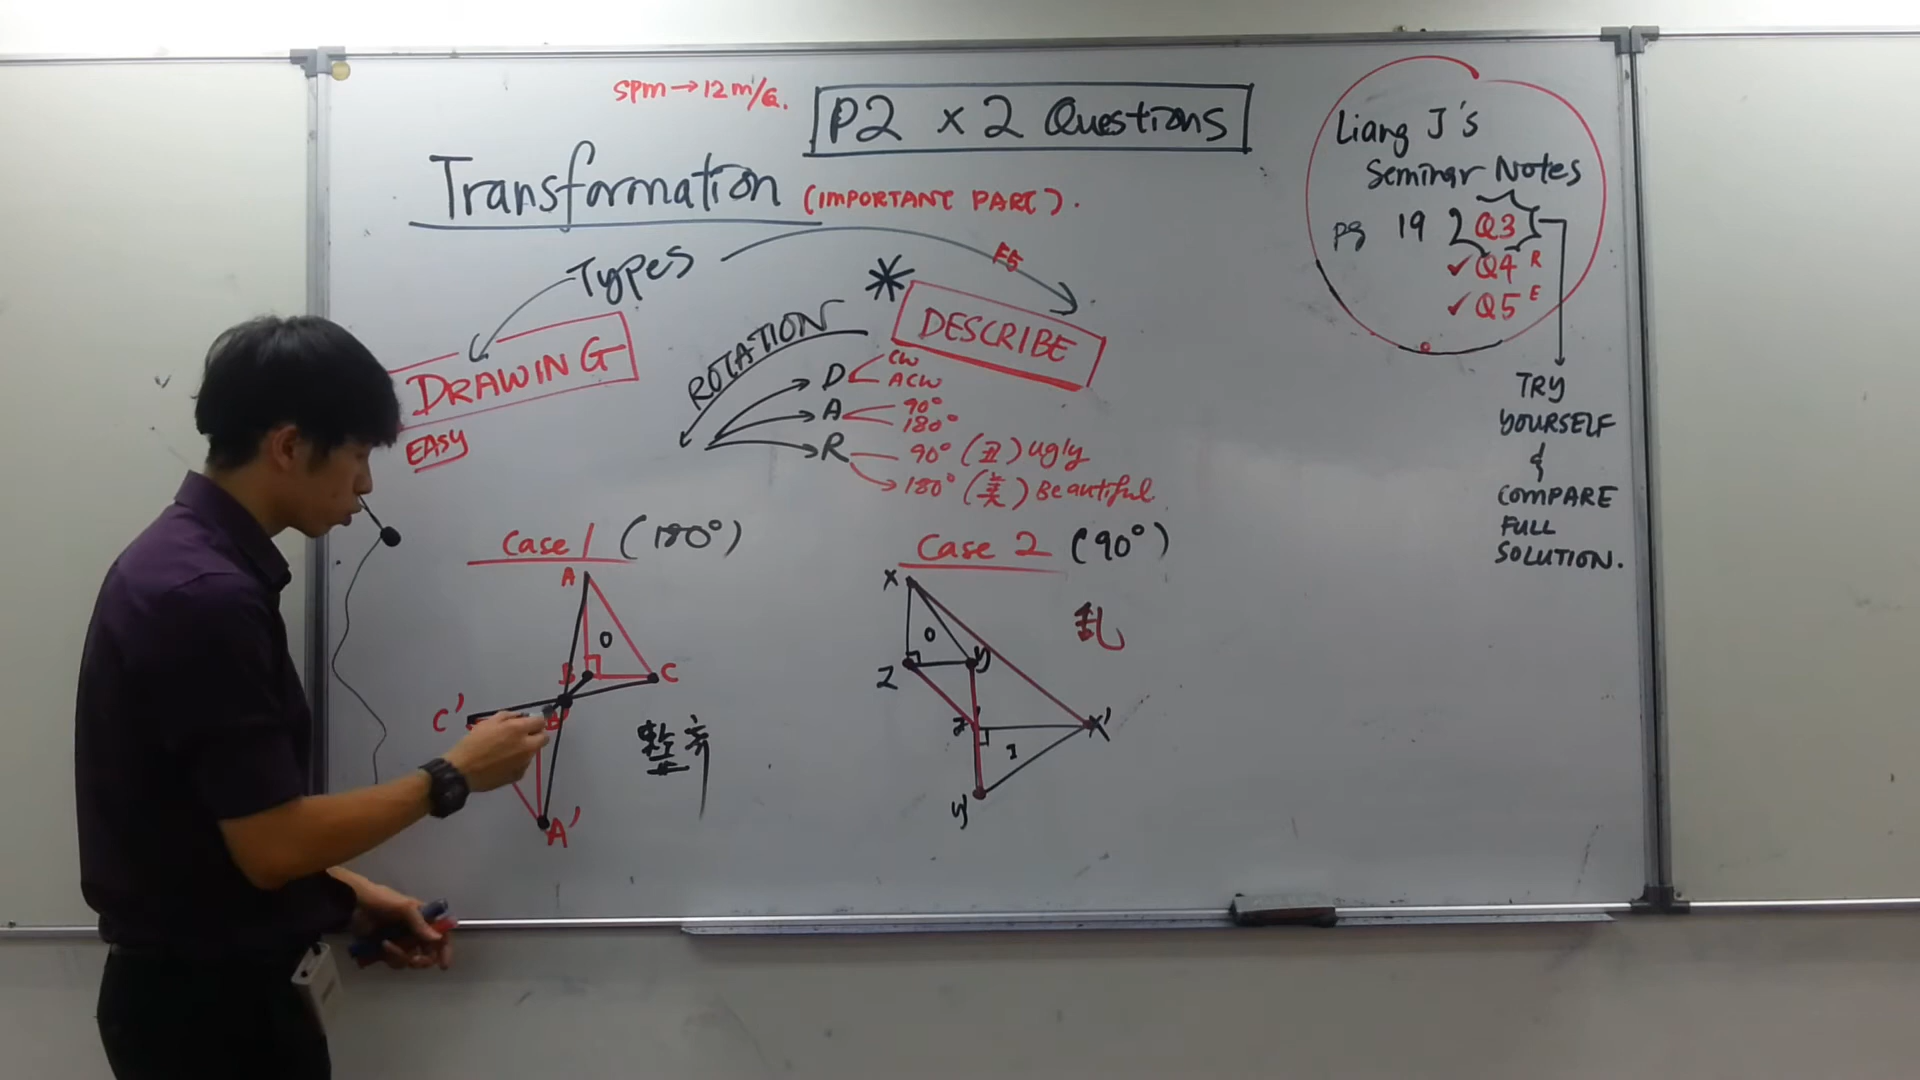 SPM → 12 m/Q.
P2 x 2 Questions
Transformation (IMPORTANT PART).
Types
F5
DRAWING
EASY
ROTATION
* DESCRIBE
D CW
ACW
A 90°
180°
R 90° (丑) ugly
180° (美) Beautiful
Case 1 (180°)
A
O
B C
C' B'
A'
整齐
Case 2 (90°)
X
O
Z Y
乱
Z' X'
I
Y'
Liang J's
Seminar Notes
pg 19 Q3
✓ Q4 R
✓ Q5 E
TRY
YOURSELF
&
COMPARE
FULL
SOLUTION.